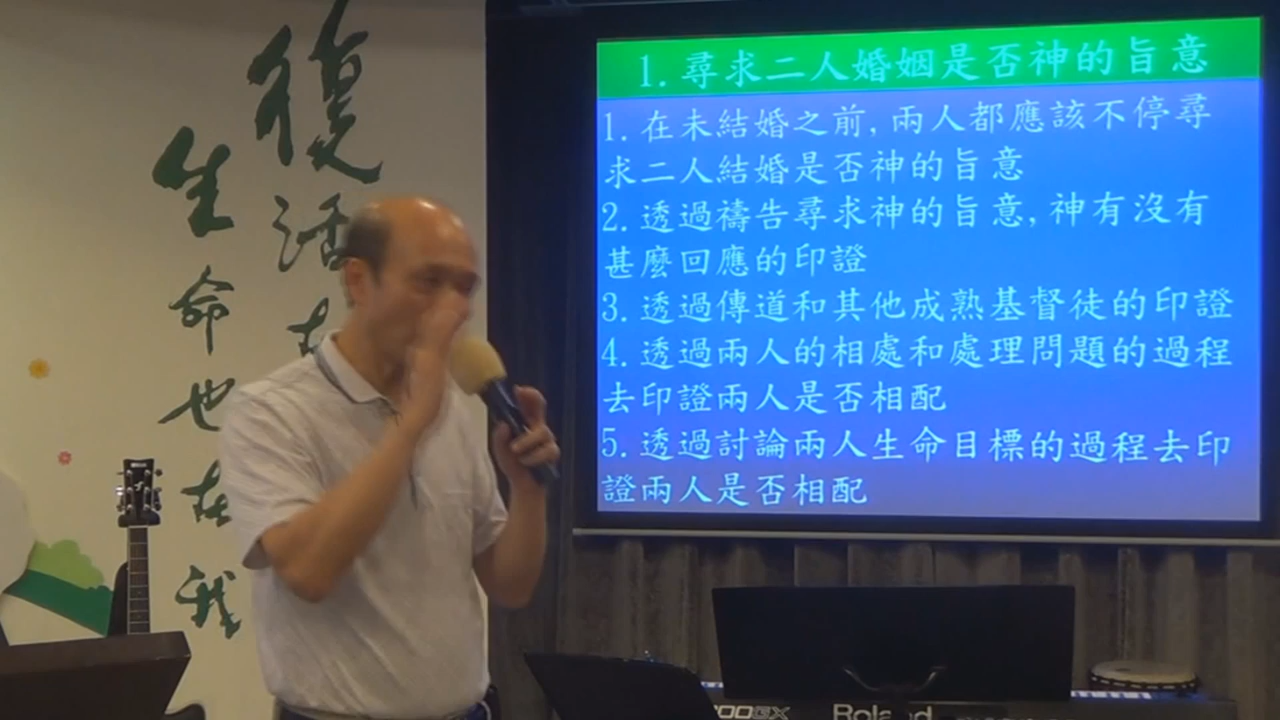 1. 尋求二人婚姻是否神的旨意
1. 在未結婚之前, 兩人都應該不停尋
求二人結婚是否神的旨意
2. 透過禱告尋求神的旨意, 神有沒有
甚麼回應的印證
3. 透過傳道和其他成熟基督徒的印證
4. 透過兩人的相處和處理問題的過程
去印證兩人是否相配
5. 透過討論兩人生命目標的過程去印
證兩人是否相配
復活在
生命也在我
Roland